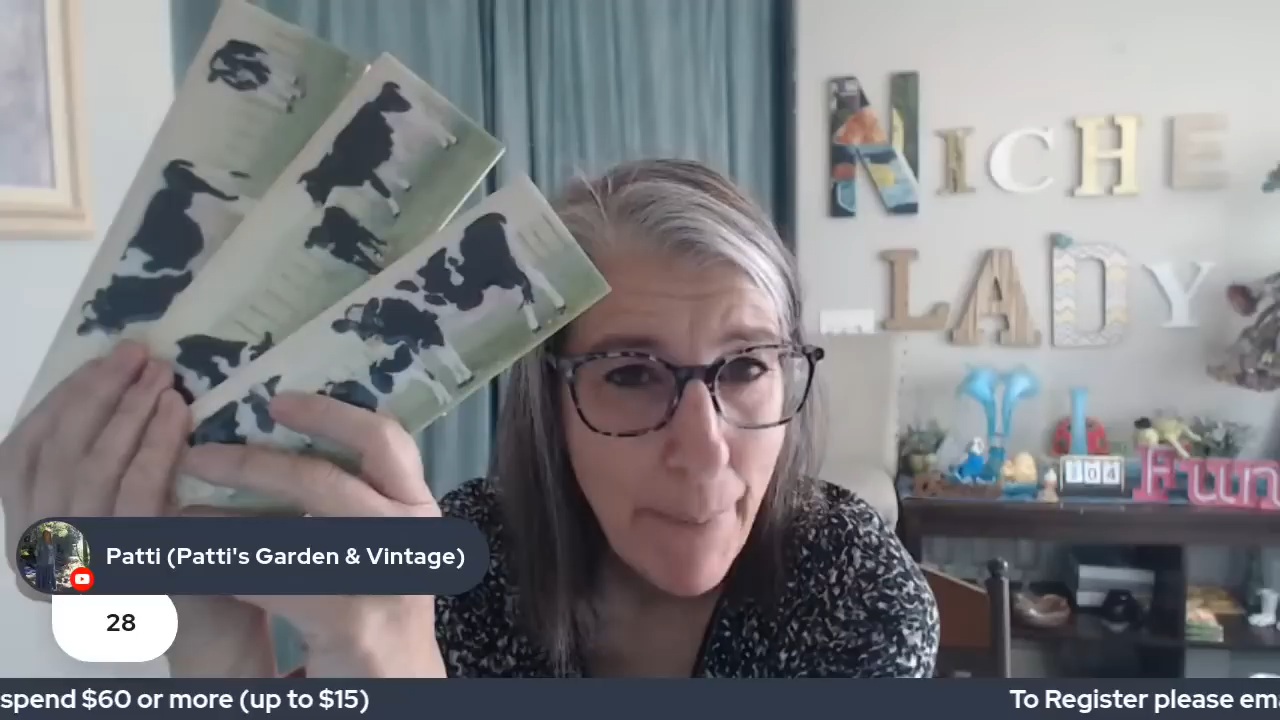 NICHE
LADY
104
Fun
Patti (Patti's Garden & Vintage)
28
spend $60 or more (up to $15)
To Register please em